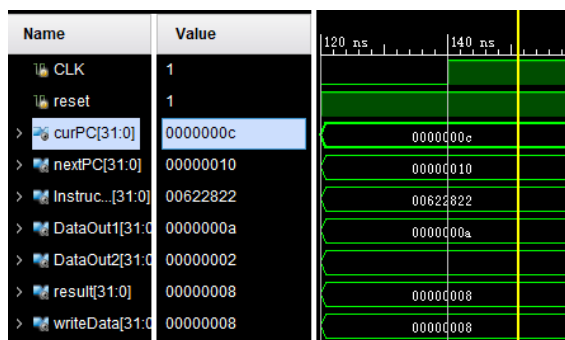 Name Value 120 ns 140 ns
CLK 1
reset 1
curPC[31:0] 0000000c 0000000c
nextPC[31:0] 00000010 00000010
Instruc...[31:0] 00622822 00622822
DataOut1[31:0 0000000a 0000000a
DataOut2[31:0 00000002
result[31:0] 00000008 00000008
writeData[31:0 00000008 00000008